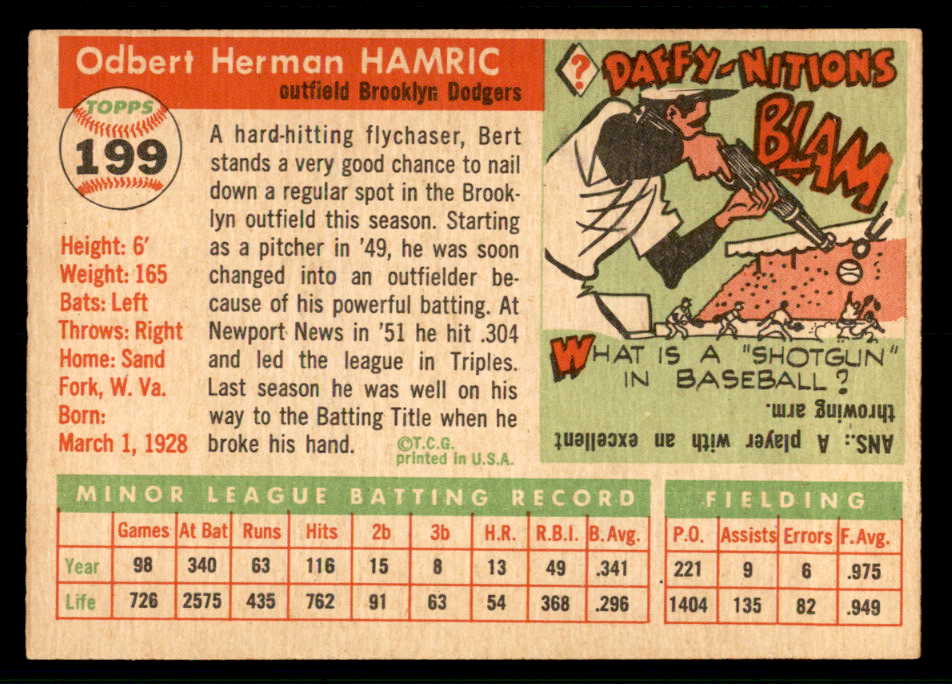 Odbert Herman HAMRIC
outfield Brooklyn Dodgers
TOPPS
199
Height: 6'
Weight: 165
Bats: Left
Throws: Right
Home: Sand
Fork, W. Va.
Born:
March 1, 1928
A hard-hitting flychaser, Bert
stands a very good chance to nail
down a regular spot in the Brook-
lyn outfield this season. Starting
as a pitcher in '49, he was soon
changed into an outfielder be-
cause of his powerful batting. At
Newport News in '51 he hit .304
and led the league in Triples.
Last season he was well on his
way to the Batting Title when he
broke his hand.
©T.C.G.
printed in U.S.A.
?
DAFFY-NITIONS
BLAM
WHAT IS A "SHOTGUN"
IN BASEBALL?
ANS.: A player with an excellent
throwing arm.
MINOR LEAGUE BATTING RECORD
Games At Bat Runs Hits 2b 3b H.R. R.B.I. B. Avg.
Year 98 340 63 116 15 8 13 49 .341
Life 726 2575 435 762 91 63 54 368 .296
FIELDING
P.O. Assists Errors F. Avg.
221 9 6 .975
1404 135 82 .949